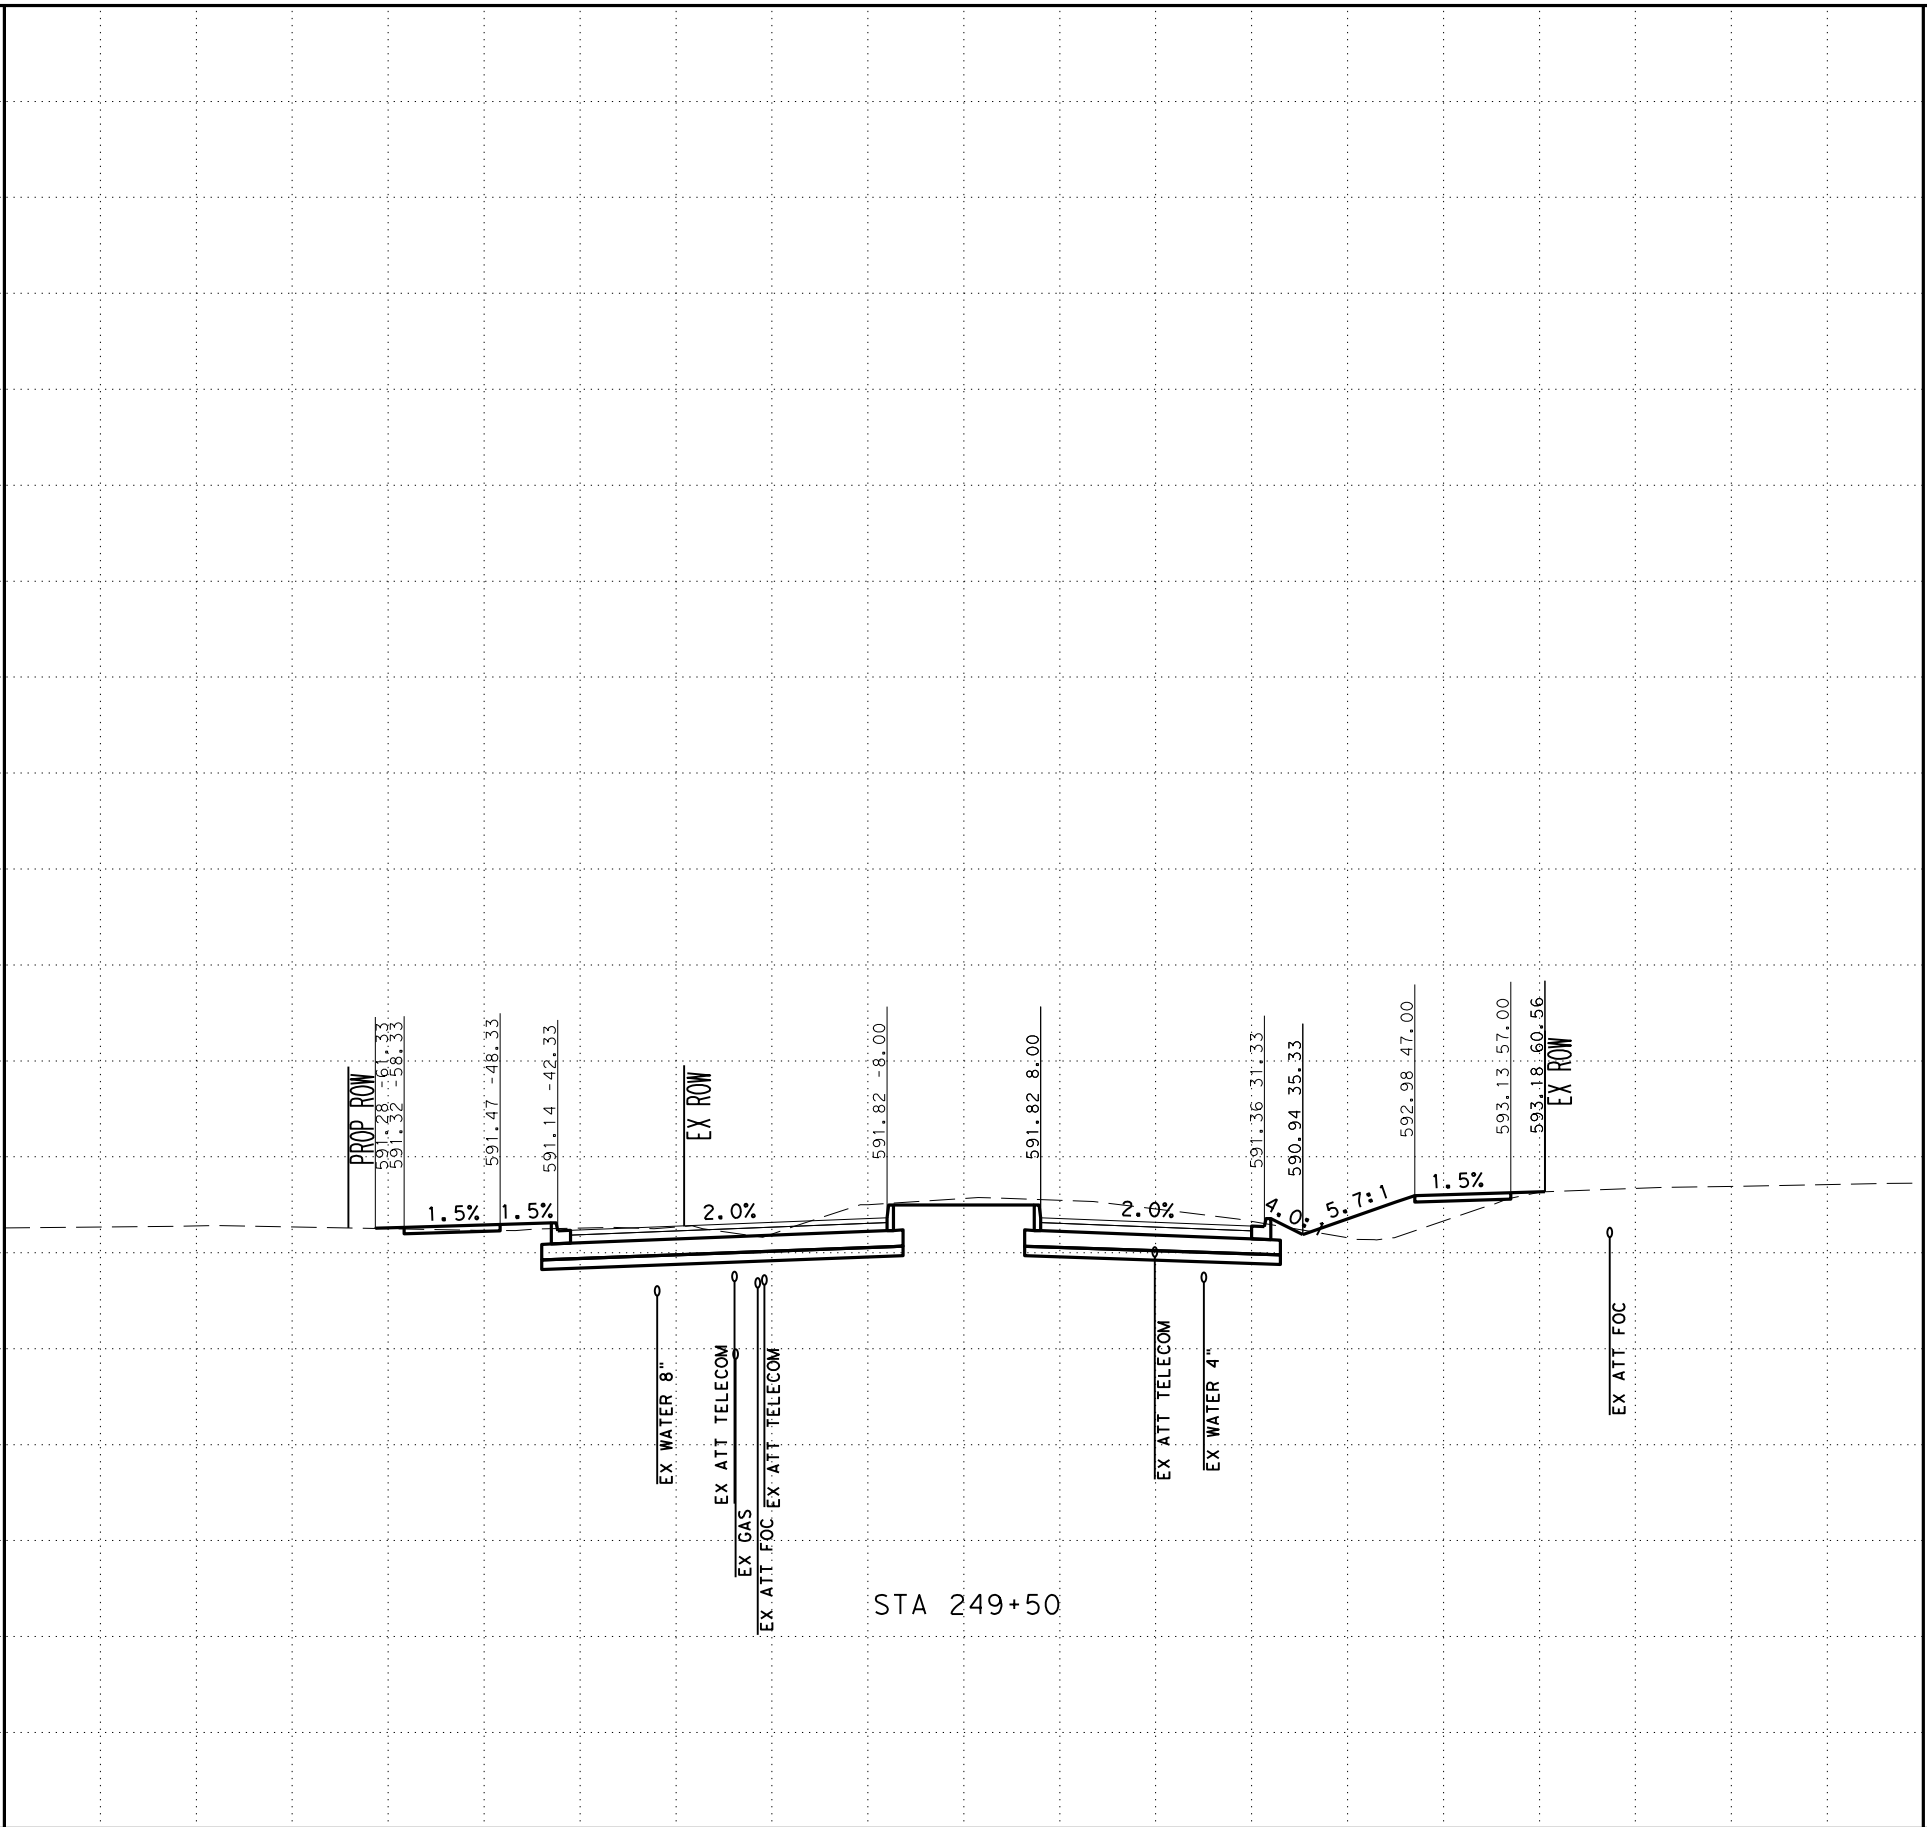 PROP ROW
591.28 -61.33
591.32 -58.33
591.47 -48.33
591.14 -42.33
EX ROW
591.82 -8.00
591.82 8.00
591.36 31.33
590.94 35.33
592.98 47.00
593.13 57.00
593.18 60.56
EX ROW
1.5%
1.5%
2.0%
2.0%
5.7:1
1.5%
EX WATER 8"
EX ATT TELECOM
EX GAS
EX ATT FOC
EX ATT TELECOM
EX ATT TELECOM
EX WATER 4"
EX ATT FOC
STA 249+50